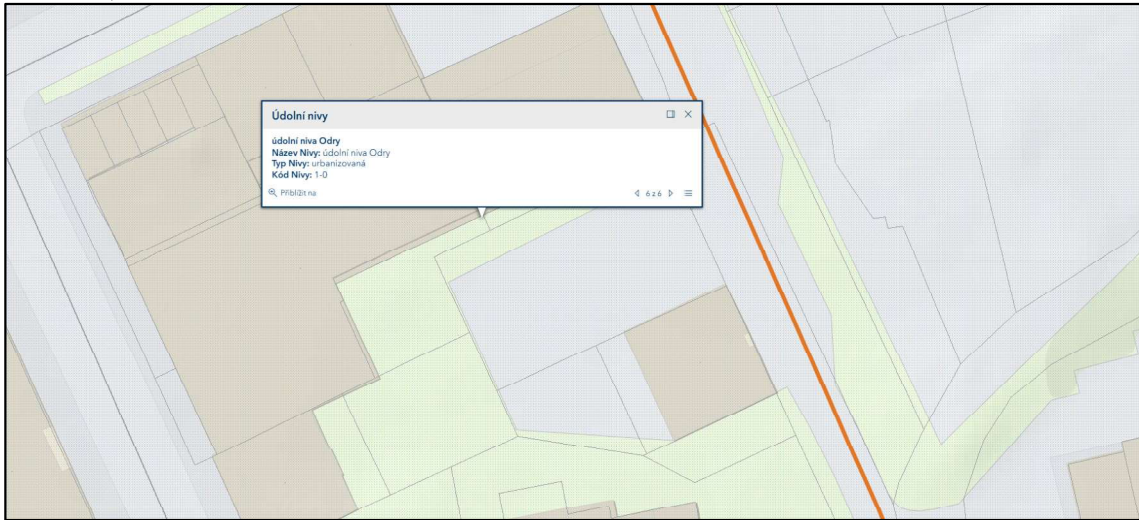 Údolní nivy
údolní niva Odry
Název Nivy: údolní niva Odry
Typ Nivy: urbanizovaná
Kód Nivy: 1-0
Přiblížit na
6 z 6